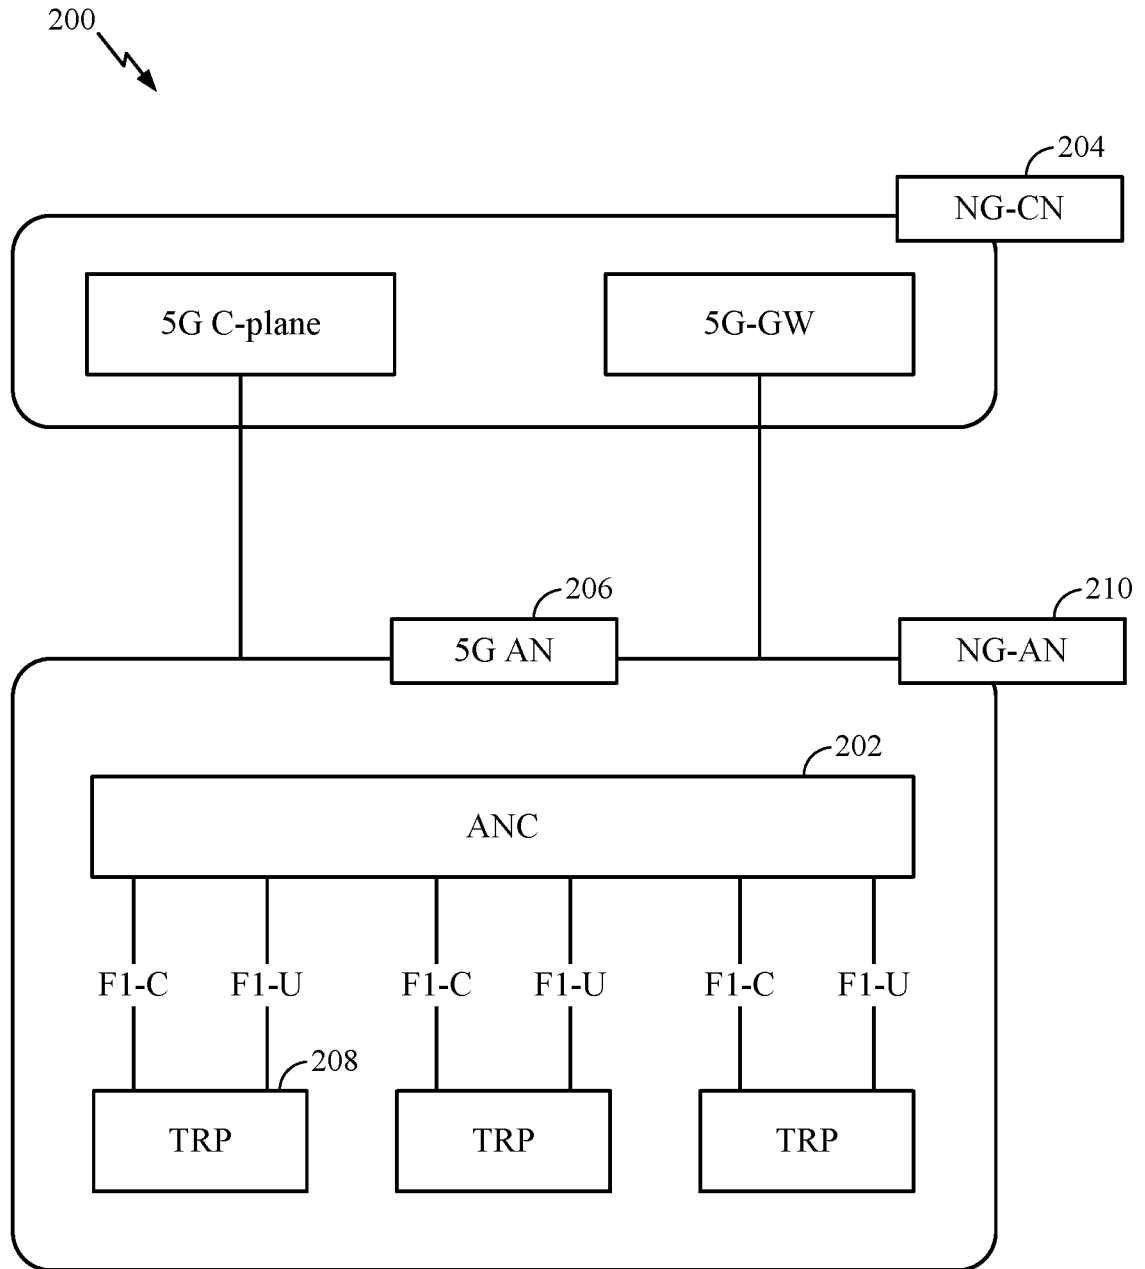 200
204
NG-CN
5G C-plane
5G-GW
206
210
5G AN
NG-AN
202
ANC
F1-C F1-U F1-C F1-U F1-C F1-U
208
TRP TRP TRP